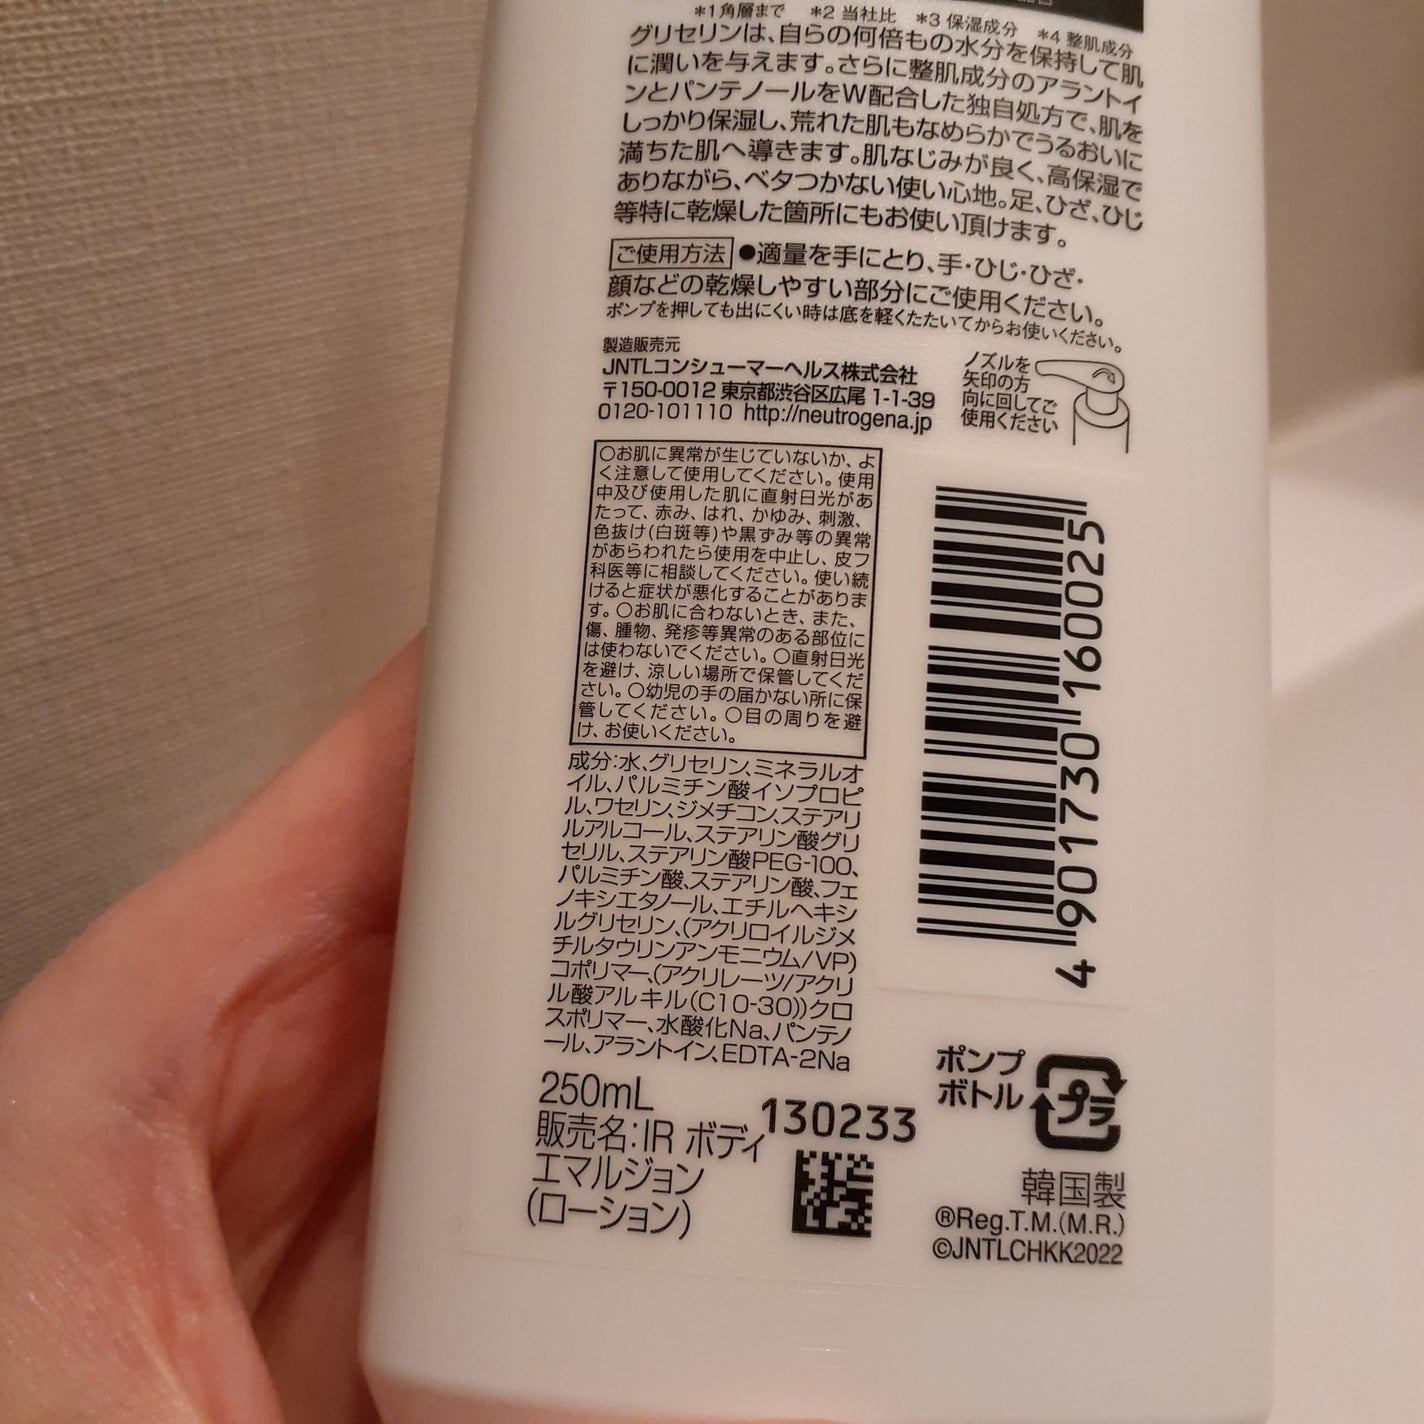 *1角層まで *2 当社比 *3 保湿成分 *4 整肌成分
グリセリンは、自らの何倍もの水分を保持して肌
に潤いを与えます。さらに整肌成分のアラントイ
ンとパンテノールをW配合した独自処方で、肌を
しっかり保湿し、荒れた肌もなめらかでうるおいに
満ちた肌へ導きます。肌なじみが良く、高保湿で
ありながら、ベタつかない使い心地。足、ひざ、ひじ
等特に乾燥した箇所にもお使い頂けます。
ご使用方法 ●適量を手にとり、手・ひじ・ひざ・
顔などの乾燥しやすい部分にご使用ください。
ポンプを押しても出にくい時は底を軽くたたいてからお使いください。
製造販売元
JNTLコンシューマーヘルス株式会社
〒150-0012 東京都渋谷区広尾 1-1-39
0120-101110 http://neutrogena.jp
ノズルを
矢印の方
向に回してご
使用ください
○お肌に異常が生じていないか、よ
く注意して使用してください。使用
中及び使用した肌に直射日光があ
たって、赤み、はれ、かゆみ、刺激、
色抜け(白斑等)や黒ずみ等の異常
があらわれたら使用を中止し、皮フ
科医等に相談してください。使い続
けると症状が悪化することがありま
す。○お肌に合わないとき、また、
傷、腫物、発疹等異常のある部位に
は使わないでください。○直射日光
を避け、涼しい場所で保管してくだ
さい。○幼児の手の届かない所に保
管してください。○目の周りを避
け、お使いください。
4 901730 160025
成分:水、グリセリン、ミネラルオ
イル、パルミチン酸イソプロピ
ル、ワセリン、ジメチコン、ステアリ
ルアルコール、ステアリン酸グリ
セリル、ステアリン酸PEG-100、
パルミチン酸、ステアリン酸、フェ
ノキシエタノール、エチルヘキシ
ルグリセリン、(アクリロイルジメ
チルタウリンアンモニウム/VP)
コポリマー、(アクリレーツ/アクリ
ル酸アルキル(C10-30))クロ
スポリマー、水酸化Na、パンテノ
ール、アラントイン、EDTA-2Na
250mL
販売名:IR ボディ
エマルジョン
(ローション)
130233
ポンプ
ボトル
プラ
韓国製
®Reg.T.M.(M.R.)
©JNTLCHKK2022